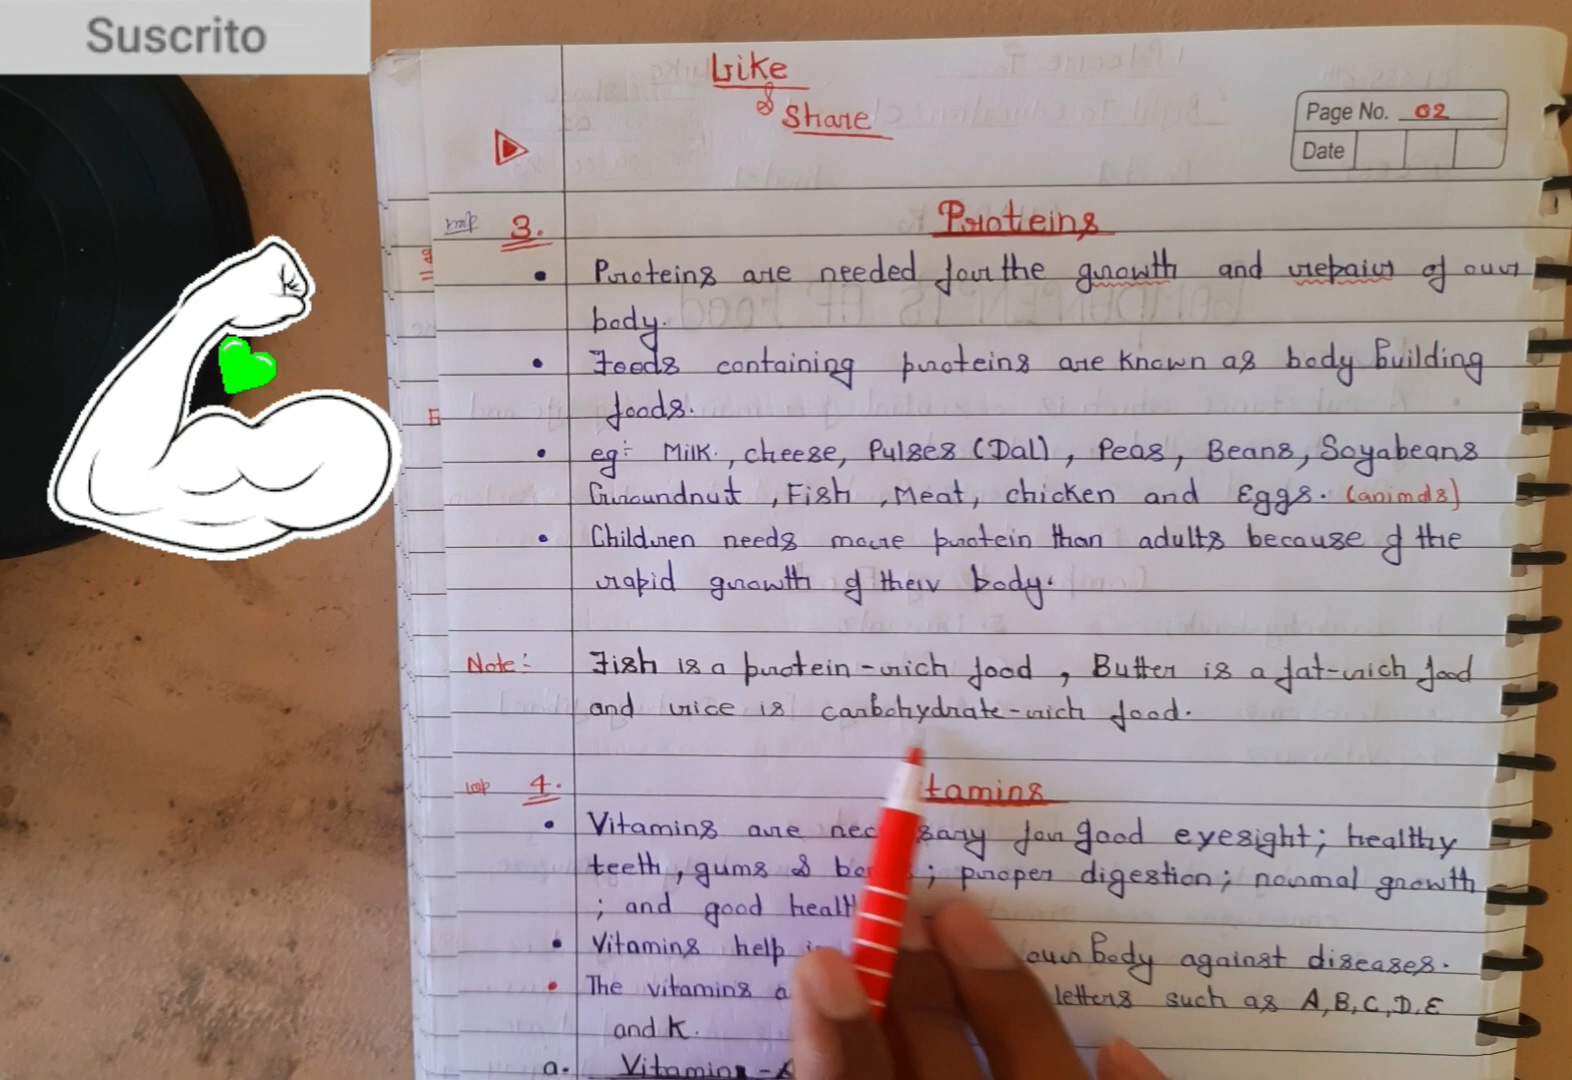 Suscrito
Like
& Share
Page No. 02
Date
imp 3. Proteins
• Proteins are needed for the growth and repair of our
body.
• Foods containing proteins are known as body building
foods.
• eg:- Milk, cheese, Pulses (Dal), Peas, Beans, Soyabeans
Groundnut, Fish, Meat, chicken and Eggs. (animals)
• Children needs more protein than adults because of the
rapid growth of their body.
Note:- Fish is a protein-rich food, Butter is a fat-rich food
and rice is carbohydrate-rich food.
imp 4. tamins
• Vitamins are nec sary for good eyesight; healthy
teeth, gums & bo ; proper digestion; normal growth
; and good healt
• Vitamins help our body against diseases.
• The vitamins a letters such as A, B, C, D, E
and K.
a. Vitamin -A